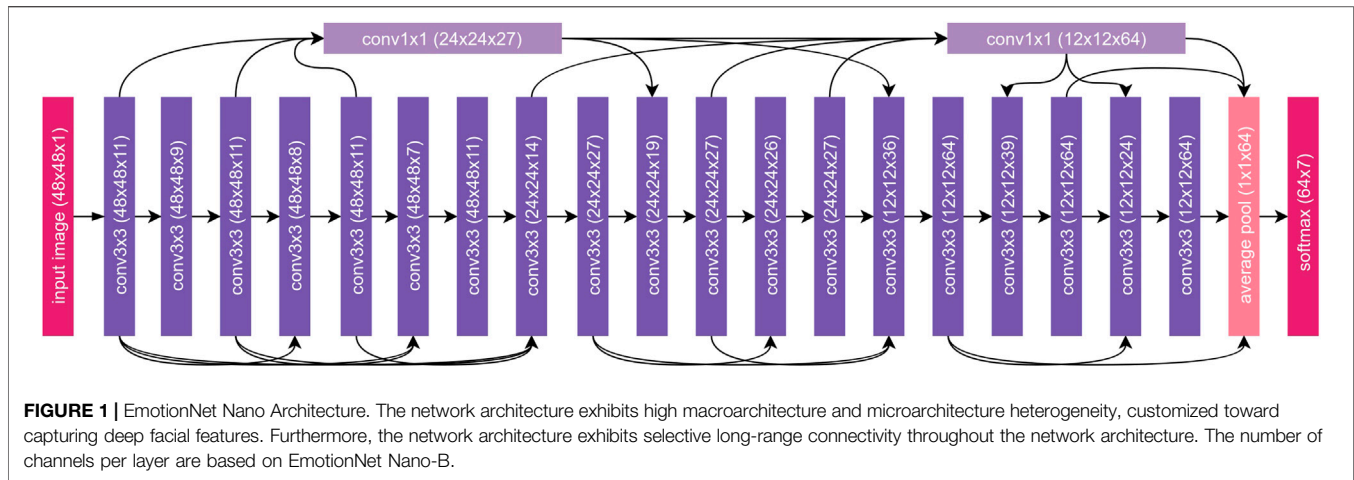 conv1x1 (24x24x27)
conv1x1 (12x12x64)
input image (48x48x1)
conv3x3 (48x48x11)
conv3x3 (48x48x9)
conv3x3 (48x48x11)
conv3x3 (48x48x8)
conv3x3 (48x48x11)
conv3x3 (48x48x7)
conv3x3 (48x48x11)
conv3x3 (24x24x14)
conv3x3 (24x24x27)
conv3x3 (24x24x19)
conv3x3 (24x24x27)
conv3x3 (24x24x26)
conv3x3 (24x24x27)
conv3x3 (12x12x36)
conv3x3 (12x12x64)
conv3x3 (12x12x39)
conv3x3 (12x12x64)
conv3x3 (12x12x24)
conv3x3 (12x12x64)
average pool (1x1x64)
softmax (64x7)
FIGURE 1 | EmotionNet Nano Architecture. The network architecture exhibits high macroarchitecture and microarchitecture heterogeneity, customized toward
capturing deep facial features. Furthermore, the network architecture exhibits selective long-range connectivity throughout the network architecture. The number of
channels per layer are based on EmotionNet Nano-B.